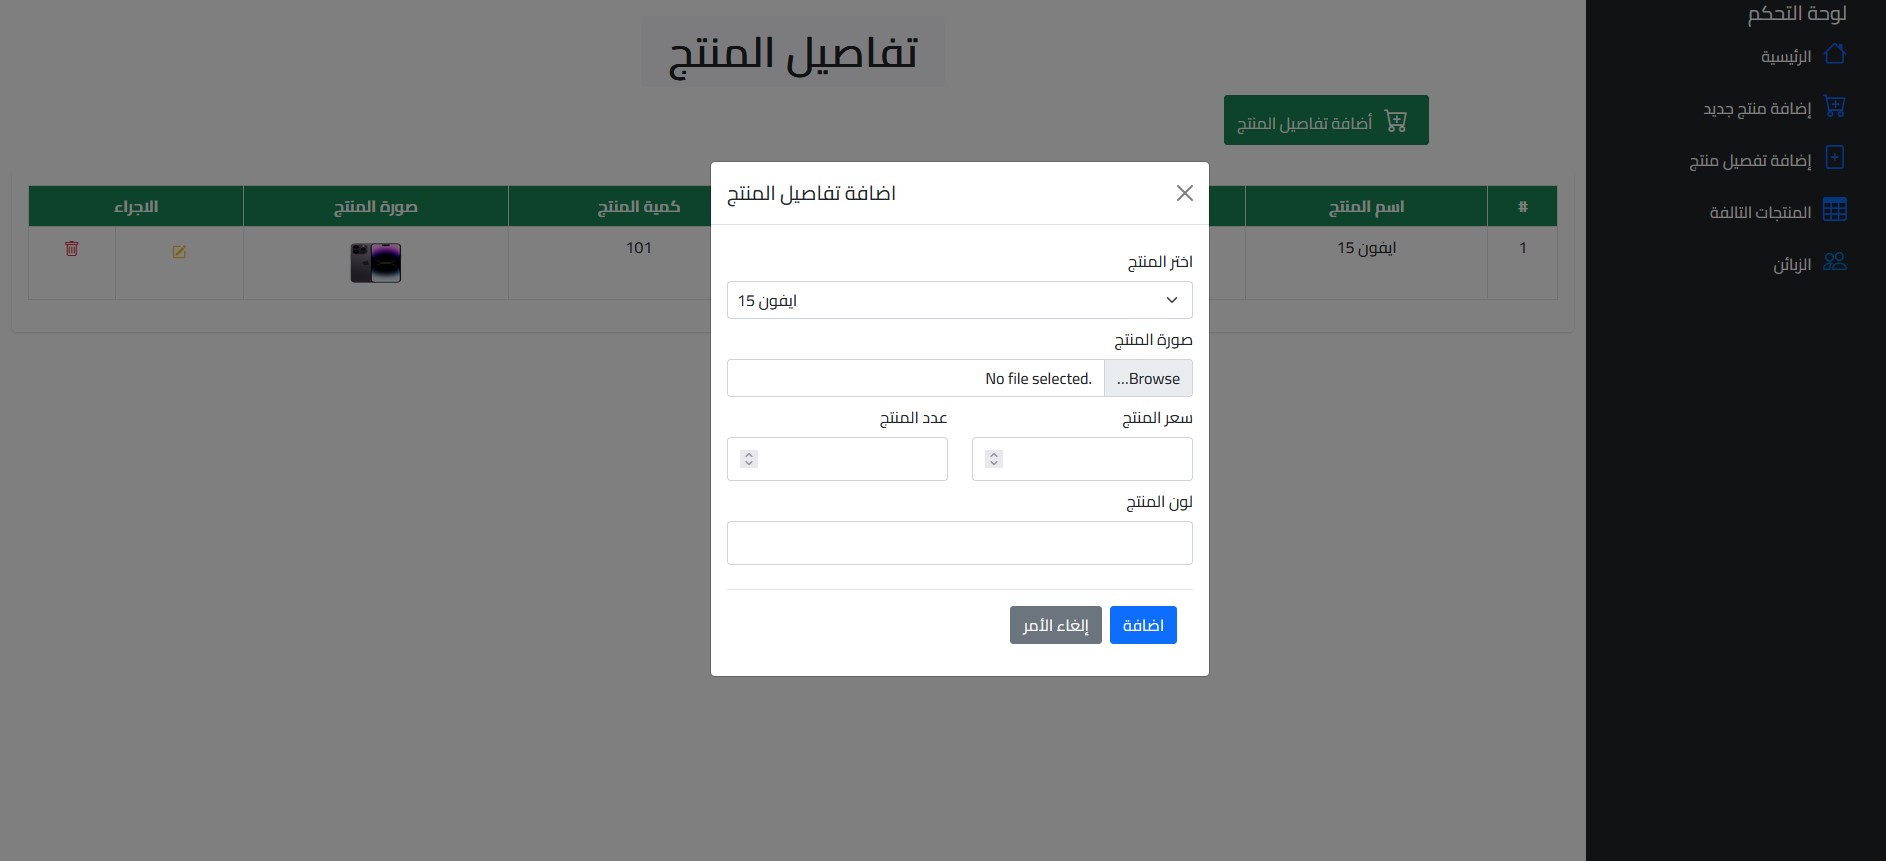 لوحة التحكم
الرئيسية
إضافة منتج جديد
إضافة تفصيل منتج
المنتجات التالفة
الزبائن
تفاصيل المنتج
أضافة تفاصيل المنتج
# اسم المنتج كمية المنتج صورة المنتج الاجراء
1 ايفون 15 101
اضافة تفاصيل المنتج
اختر المنتج
ايفون 15
صورة المنتج
Browse... No file selected.
سعر المنتج عدد المنتج
لون المنتج
اضافة إلغاء الأمر